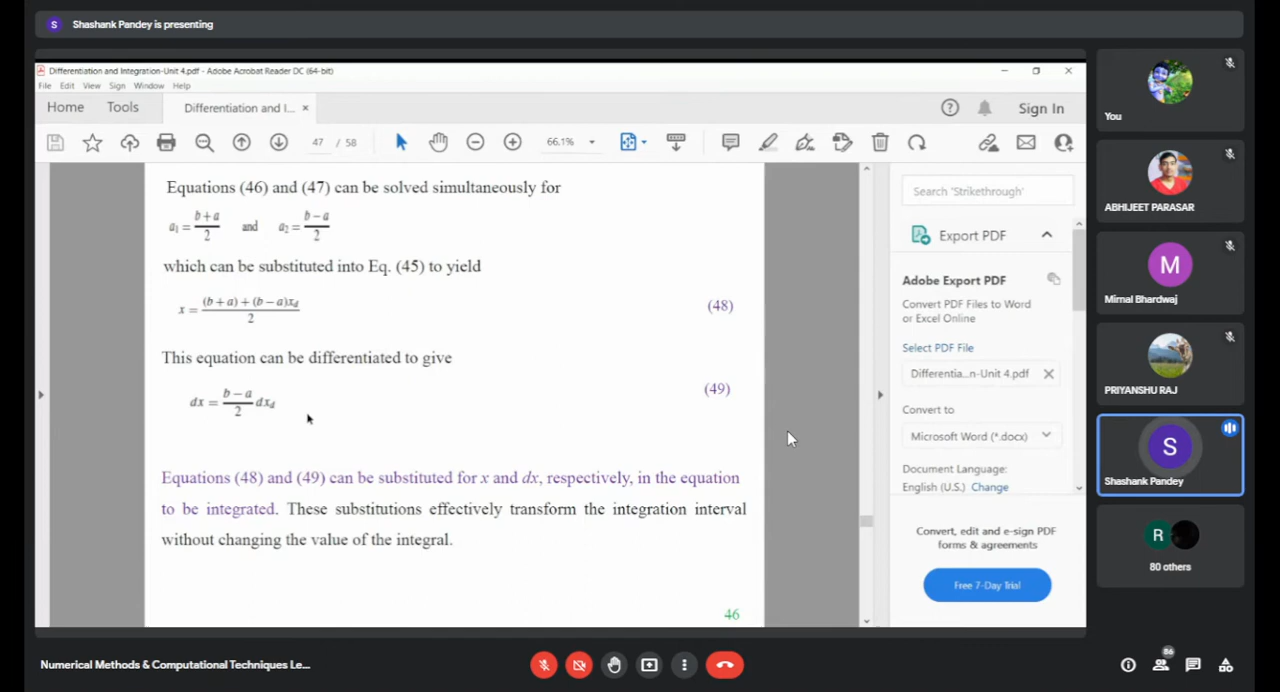 S Shashank Pandey is presenting
Differentiation and Integration-Unit 4.pdf - Adobe Acrobat Reader DC (64-bit)
File Edit View Sign Window Help
Home Tools Differentiation and I... × Sign In
47 / 58 66.1%
Equations (46) and (47) can be solved simultaneously for
a₁ = (b + a)/2 and a₂ = (b − a)/2
which can be substituted into Eq. (45) to yield
x = ((b + a) + (b − a)x_d)/2 (48)
This equation can be differentiated to give
dx = (b − a)/2 dx_d (49)
Equations (48) and (49) can be substituted for x and dx, respectively, in the equation
to be integrated. These substitutions effectively transform the integration interval
without changing the value of the integral.
46
Search 'Strikethrough'
Export PDF
Adobe Export PDF
Convert PDF Files to Word
or Excel Online
Select PDF File
Differentia...n-Unit 4.pdf ×
Convert to
Microsoft Word (*.docx)
Document Language:
English (U.S.) Change
Convert, edit and e-sign PDF
forms & agreements
Free 7-Day Trial
You
ABHIJEET PARASAR
M
Mirnal Bhardwaj
PRIYANSHU RAJ
S
Shashank Pandey
R
80 others
Numerical Methods & Computational Techniques Le...
86